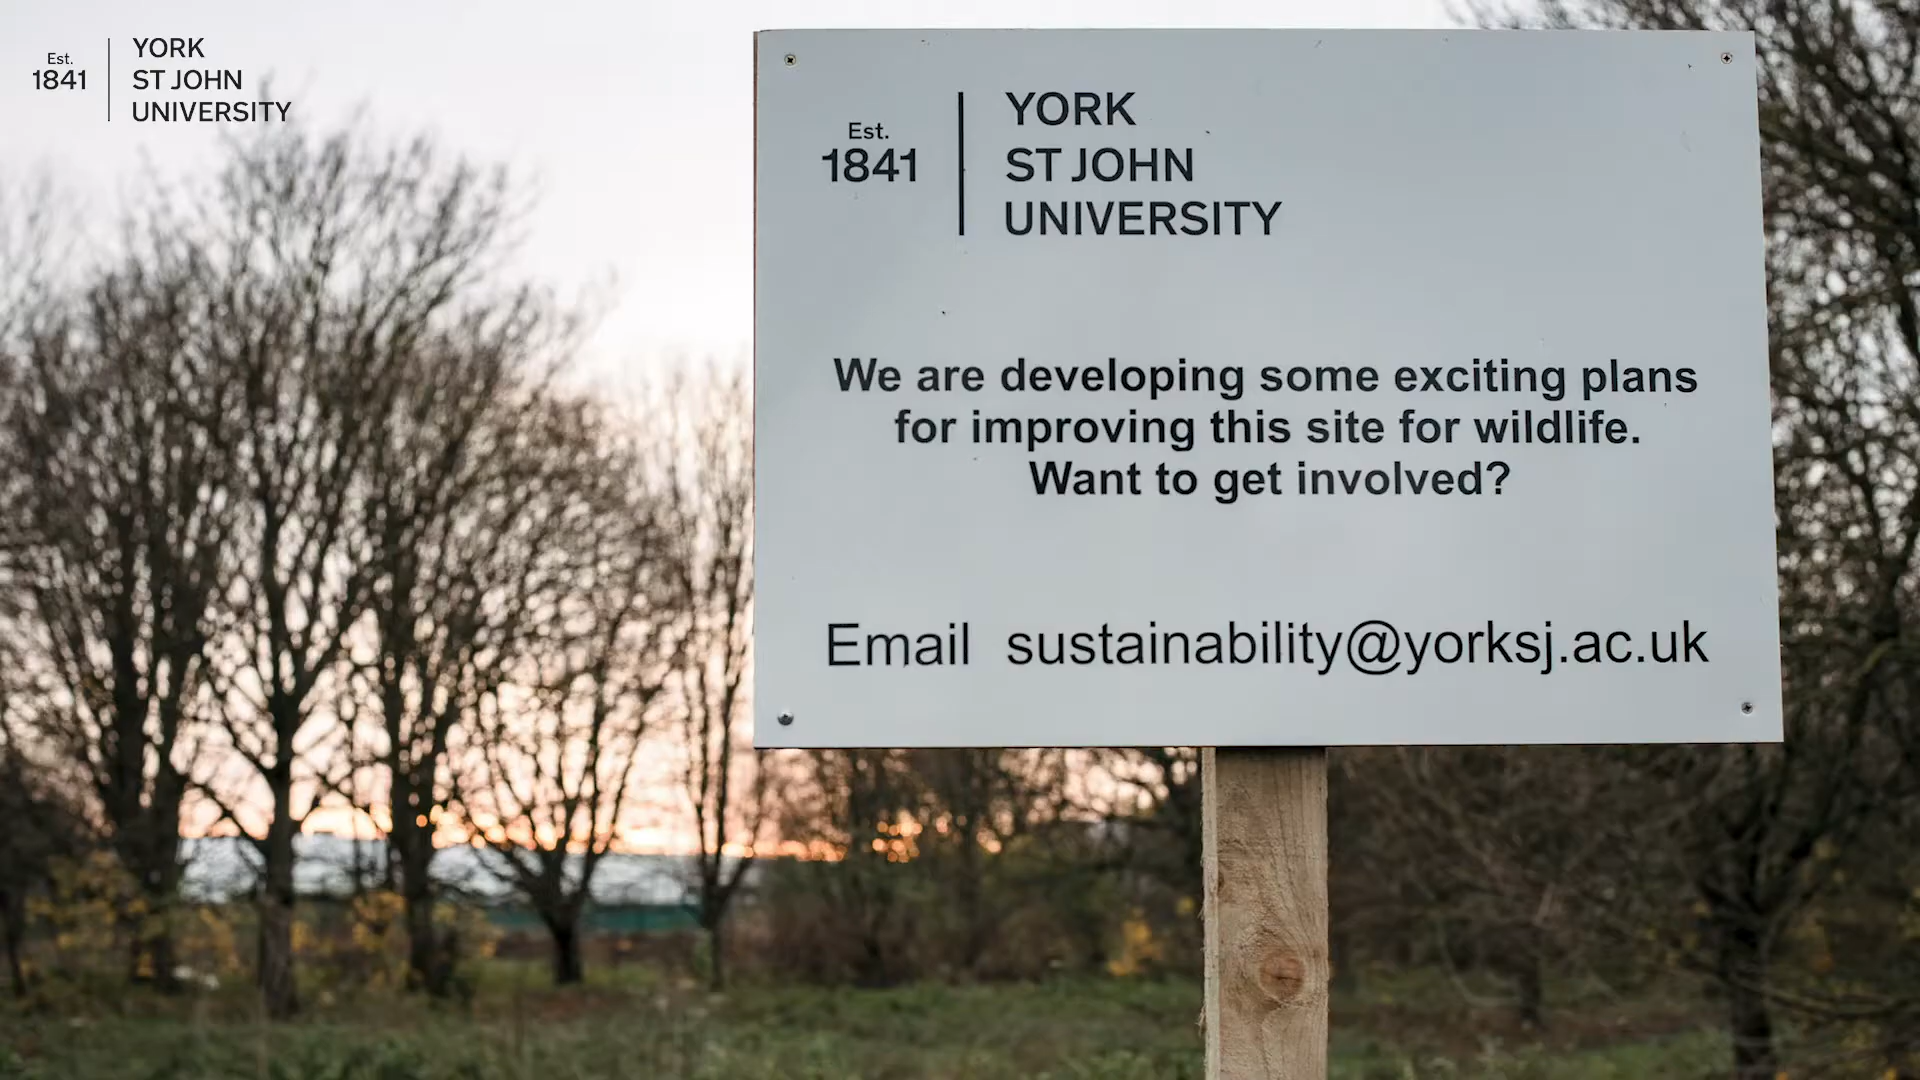 Est.
1841
YORK
ST JOHN
UNIVERSITY
Est.
1841
YORK
ST JOHN
UNIVERSITY
We are developing some exciting plans
for improving this site for wildlife.
Want to get involved?
Email sustainability@yorksj.ac.uk